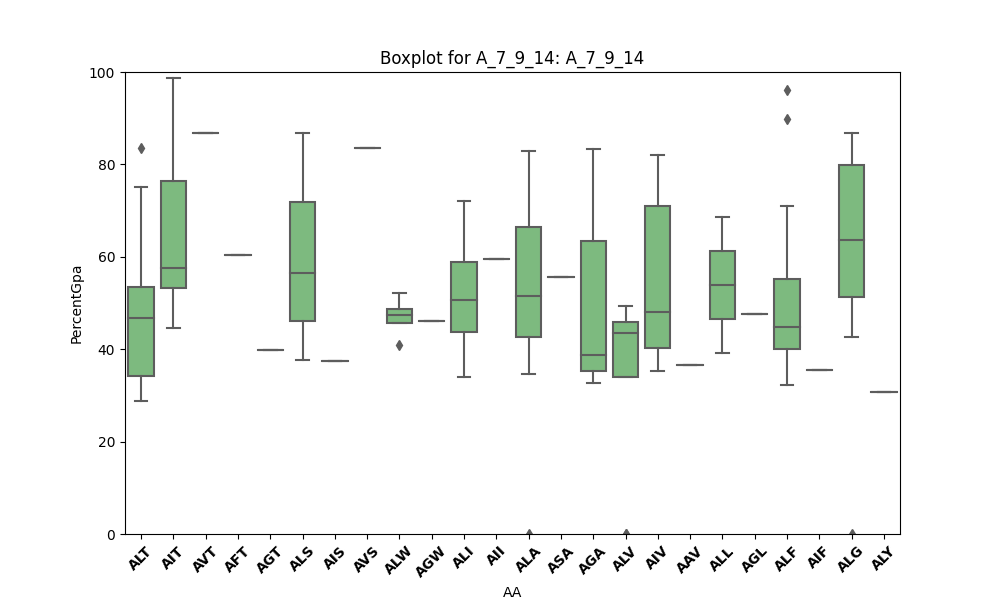 Boxplot for A_7_9_14: A_7_9_14
PercentGpa
100
80
60
40
20
0
ALT AIT AVT AFT AGT ALS AIS AVS ALW AGW ALI AII ALA ASA AGA ALV AIV AAV ALL AGL ALF AIF ALG ALY
AA